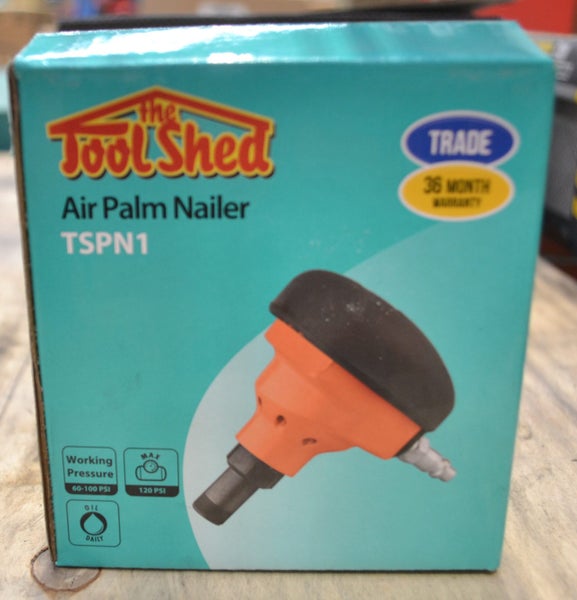 the
Tool Shed
Air Palm Nailer
TSPN1
TRADE
36 MONTH
WARRANTY
Working
Pressure
60-100 PSI
MAX
120 PSI
OIL
DAILY